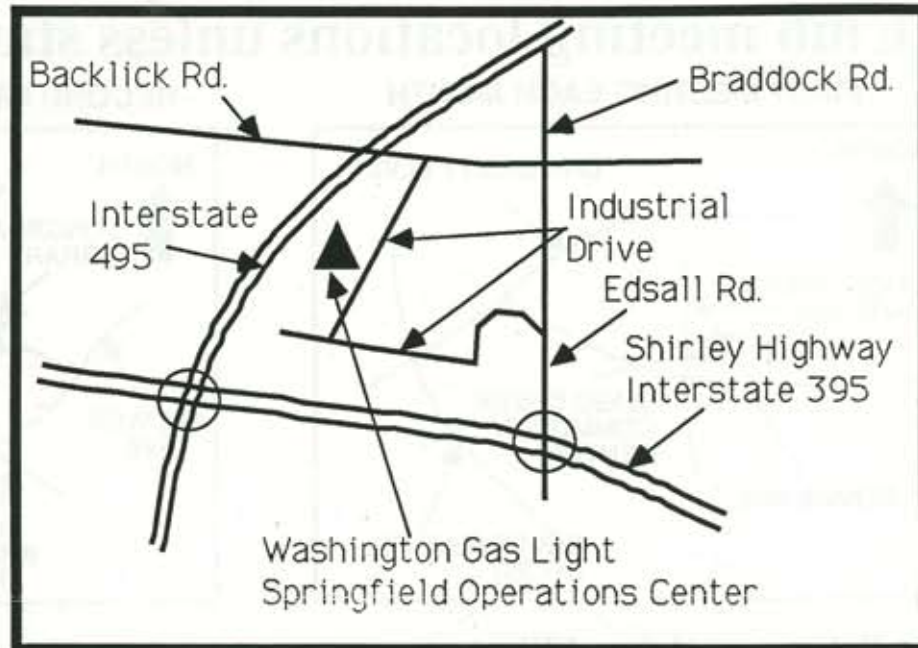 Backlick Rd.
Braddock Rd.
Interstate
495
Industrial
Drive
Edsall Rd.
Shirley Highway
Interstate 395
Washington Gas Light
Springfield Operations Center